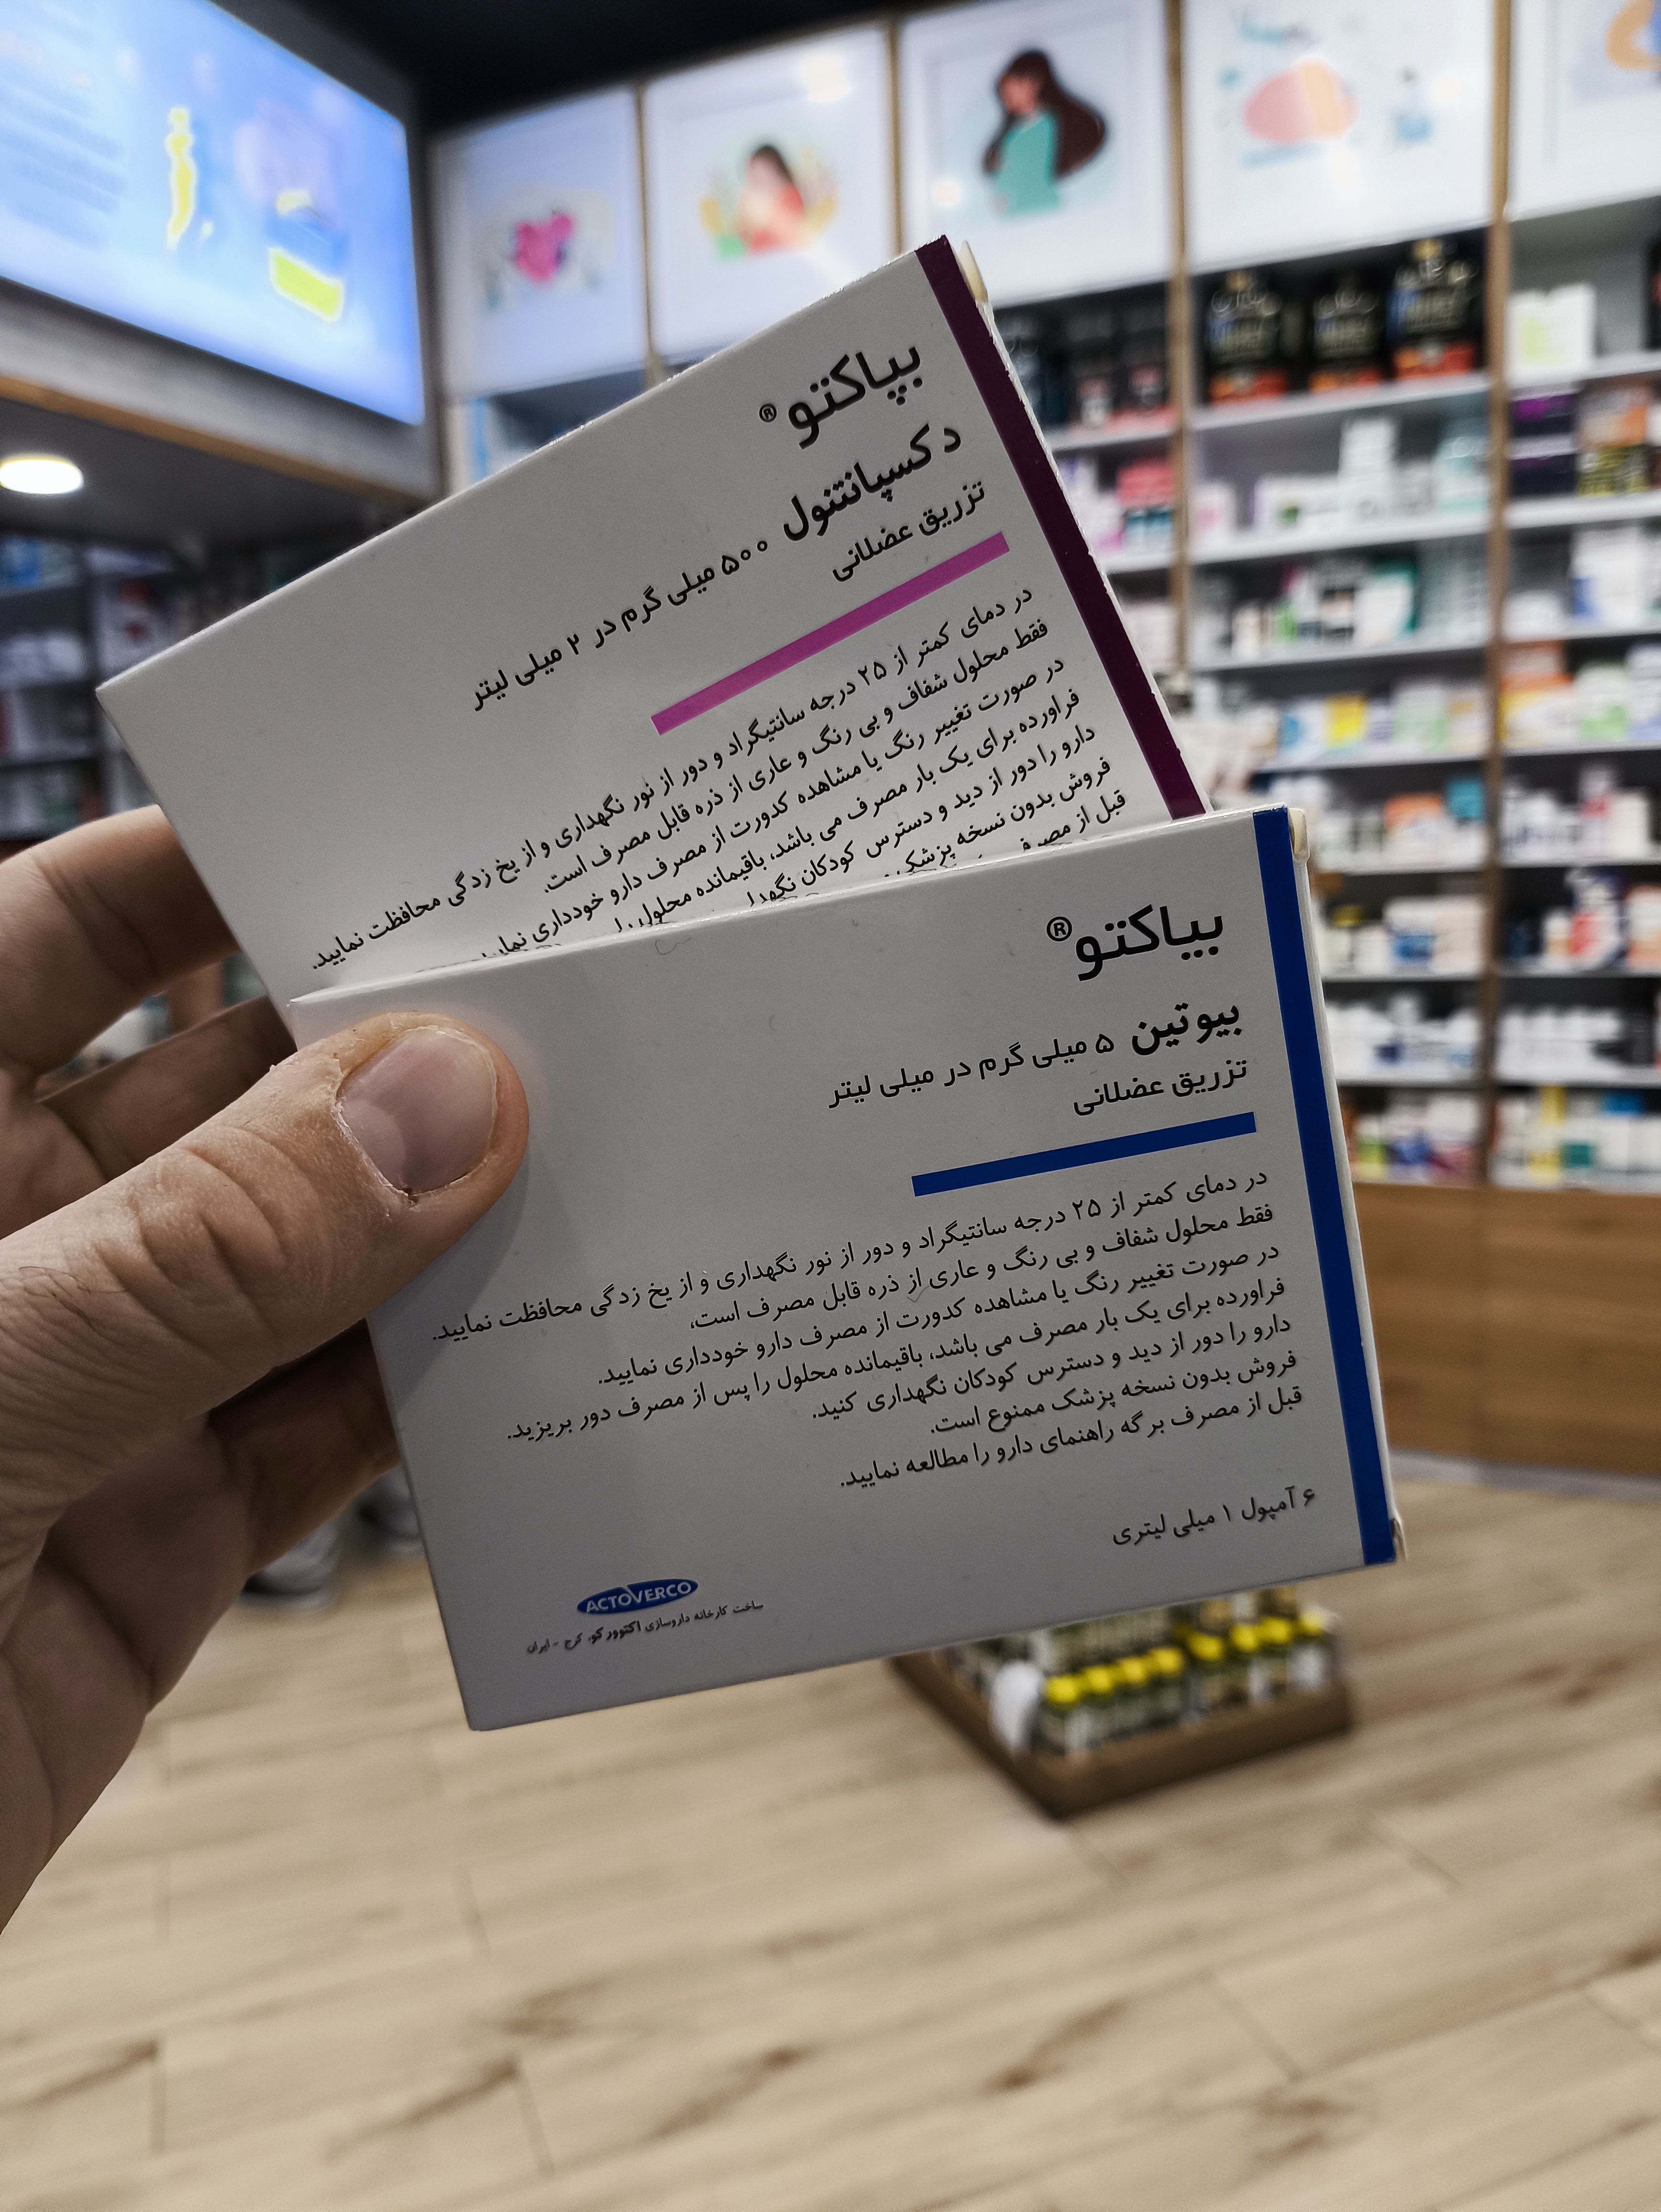 بپاکتو®
دکسپانتنول ۵۰۰ میلی گرم در ۲ میلی لیتر
تزریق عضلانی
در دمای کمتر از ۲۵ درجه سانتیگراد و دور از نور نگهداری و از یخ زدگی محافظت نمایید.
فقط محلول شفاف و بی رنگ و عاری از ذره قابل مصرف است.
در صورت تغییر رنگ یا مشاهده کدورت از مصرف دارو خودداری
فرآورده برای یک بار مصرف می باشد، باقیمانده محلول
دارو را دور از دید و دسترس کودکان
فروش بدون نسخه
قبل از
بیاکتو®
بیوتین ۵ میلی گرم در میلی لیتر
تزریق عضلانی
در دمای کمتر از ۲۵ درجه سانتیگراد و دور از نور نگهداری و از یخ زدگی محافظت نمایید.
فقط محلول شفاف و بی رنگ و عاری از ذره قابل مصرف است،
در صورت تغییر رنگ یا مشاهده کدورت از مصرف دارو خودداری نمایید.
فراورده برای یک بار مصرف می باشد، باقیمانده محلول را پس از مصرف دور بریزید.
دارو را دور از دید و دسترس کودکان نگهداری کنید.
فروش بدون نسخه پزشک ممنوع است.
قبل از مصرف برگه راهنمای دارو را مطالعه نمایید.
۶ آمپول ۱ میلی لیتری
ACTOVERCO
ساخت کارخانه داروسازی اکتوورکو، کرج - ایران